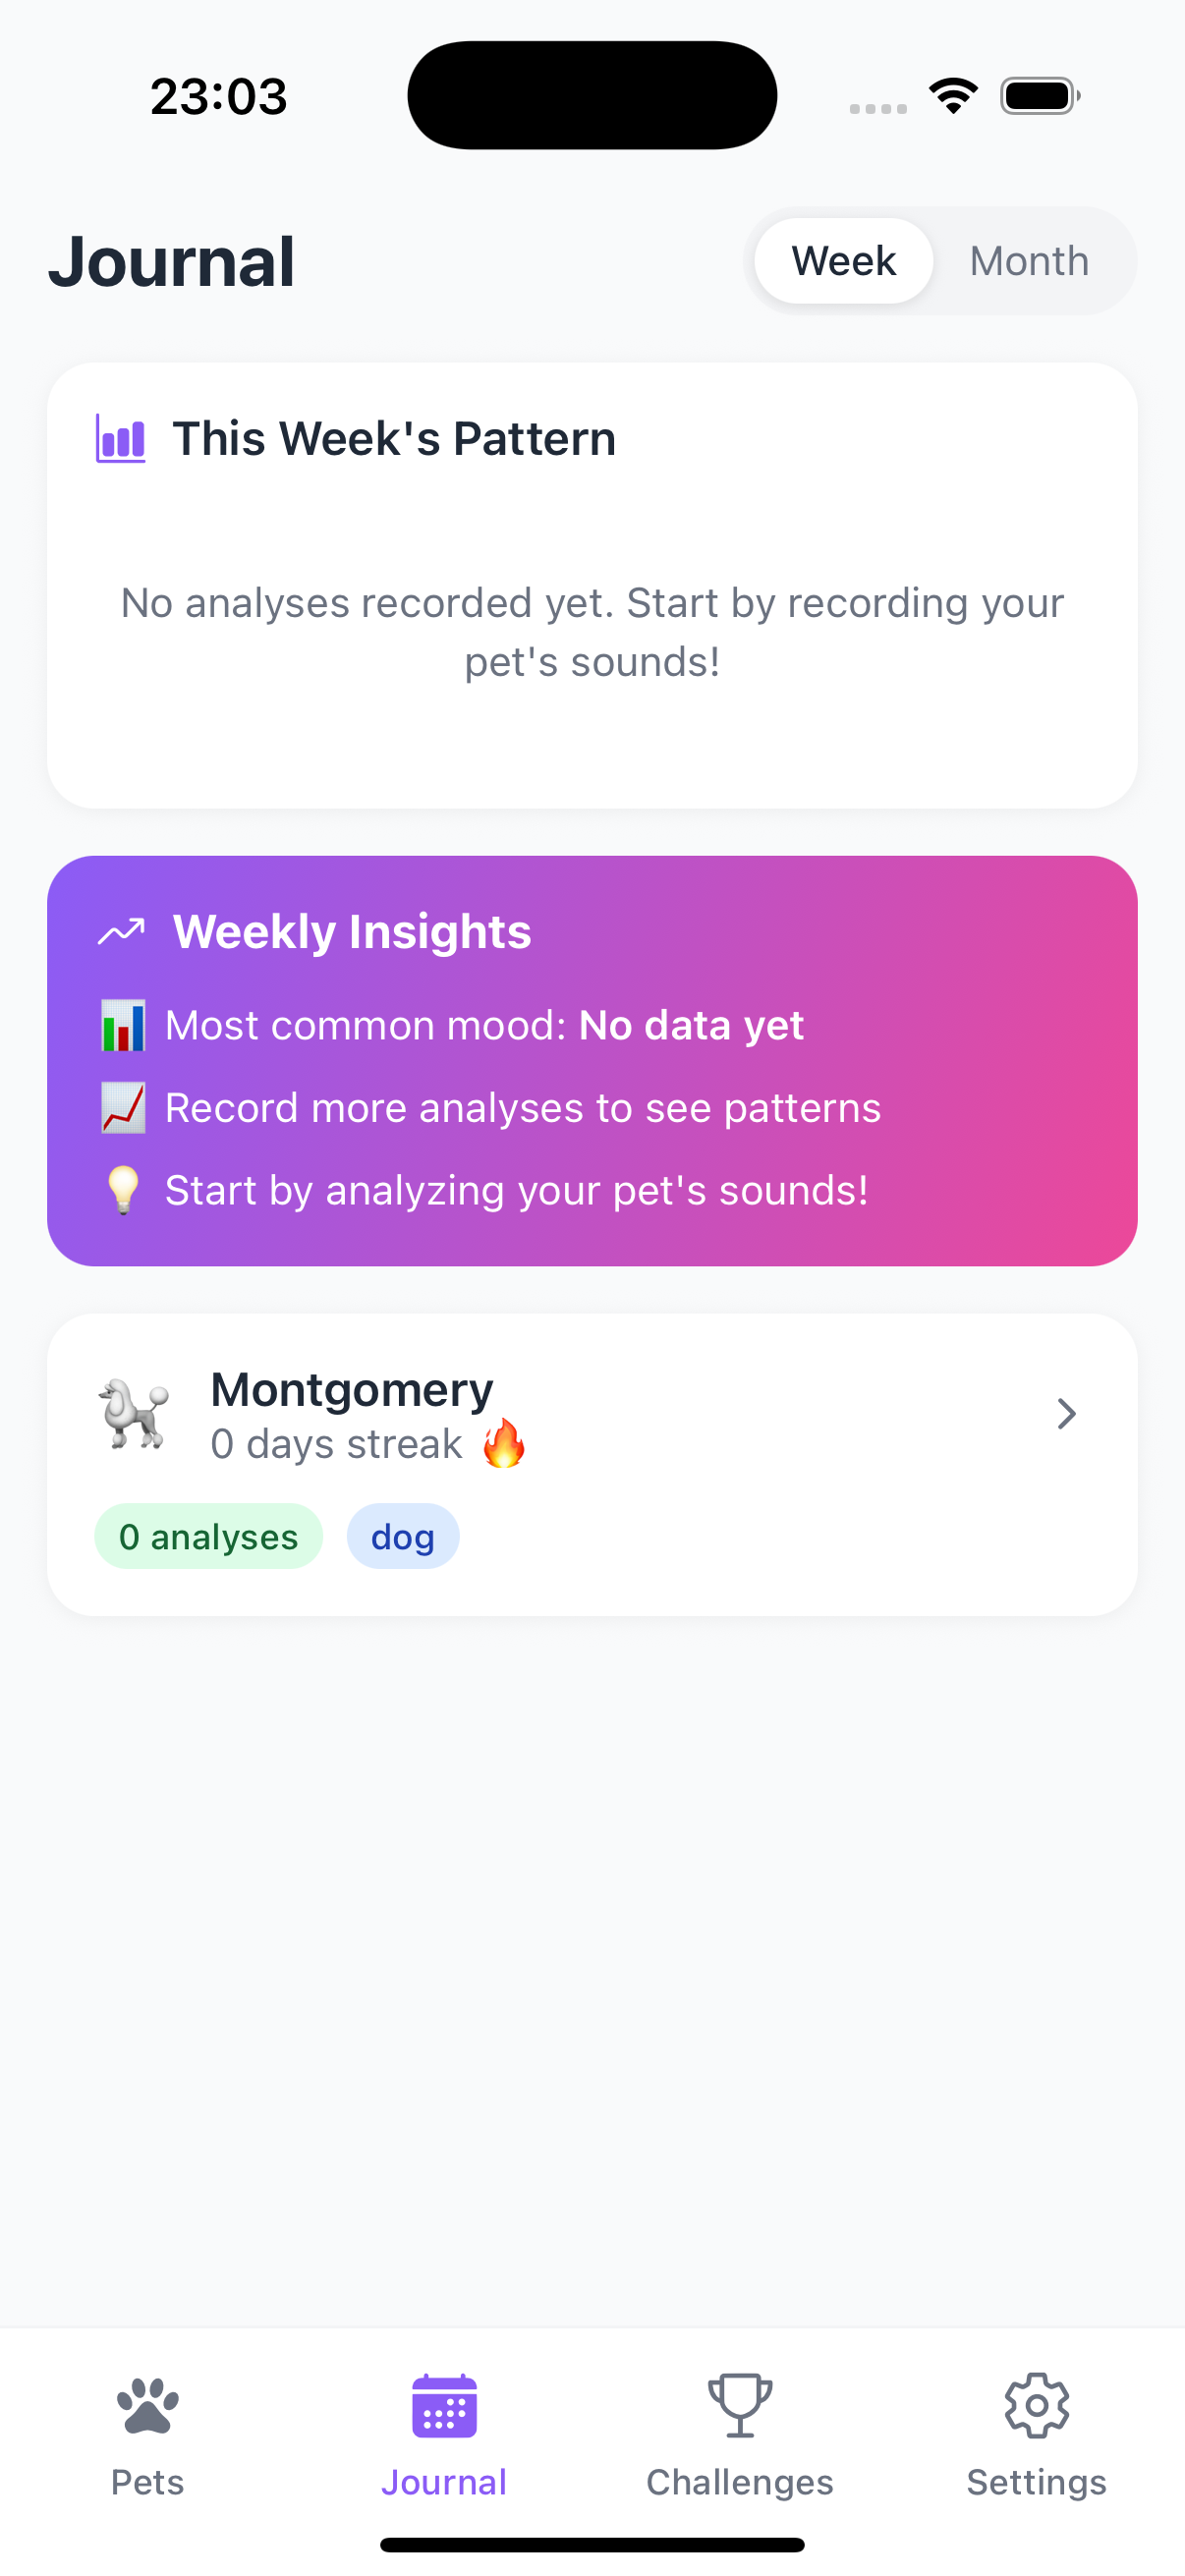 23:03
Journal
Week
Month
This Week's Pattern
No analyses recorded yet. Start by recording your
pet's sounds!
Weekly Insights
📊 Most common mood: No data yet
📈 Record more analyses to see patterns
💡 Start by analyzing your pet's sounds!
Montgomery
0 days streak 🔥
0 analyses
dog
Pets
Journal
Challenges
Settings